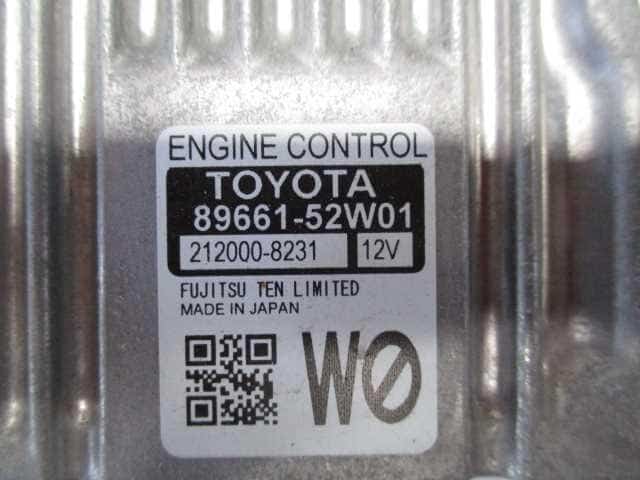 ENGINE CONTROL
TOYOTA
89661-52W01
212000-8231 12V
FUJITSU TEN LIMITED
MADE IN JAPAN
W0